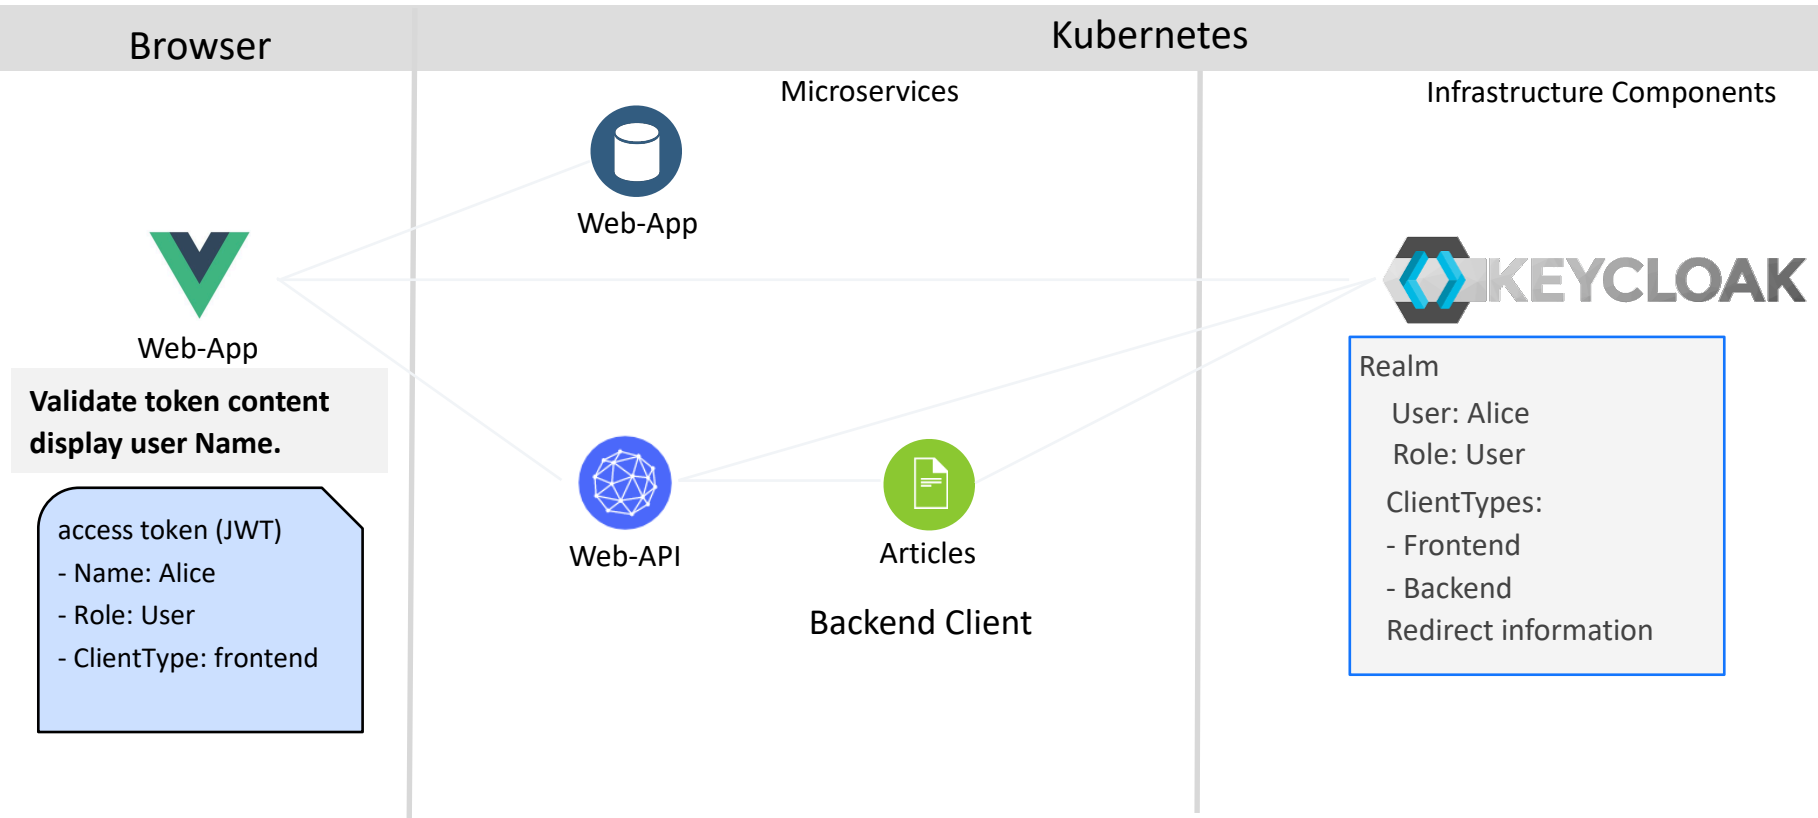 Browser
Kubernetes
Microservices
Infrastructure Components
Web-App
Web-App
KEYCLOAK
Validate token content
display user Name.
access token (JWT)
- Name: Alice
- Role: User
- ClientType: frontend
Web-API
Articles
Backend Client
Realm
User: Alice
Role: User
ClientTypes:
- Frontend
- Backend
Redirect information